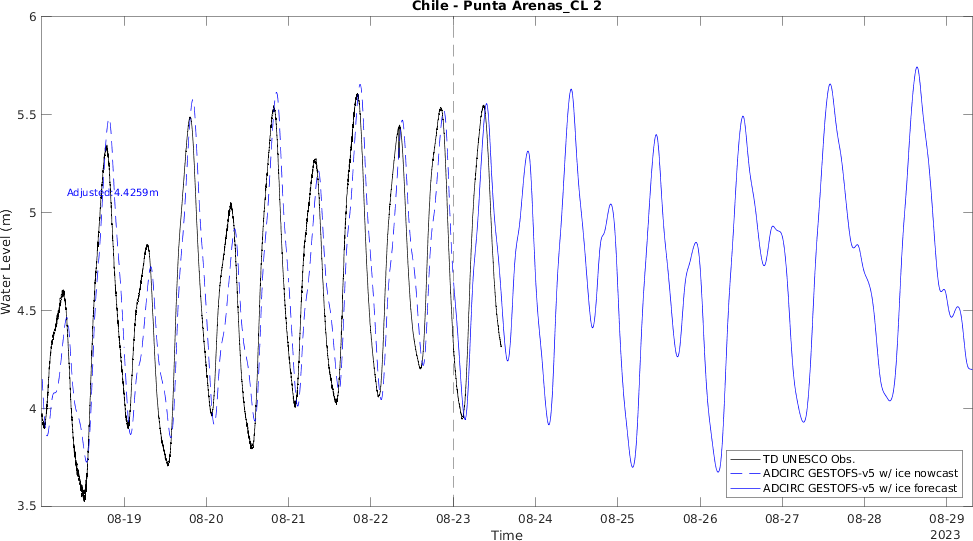 Chile - Punta Arenas_CL 2
6
5.5
5
4.5
4
3.5
Water Level (m)
Adjusted:4.4259m
TD UNESCO Obs.
ADCIRC GESTOFS-v5 w/ ice nowcast
ADCIRC GESTOFS-v5 w/ ice forecast
08-19 08-20 08-21 08-22 08-23 08-24 08-25 08-26 08-27 08-28 08-29
2023
Time